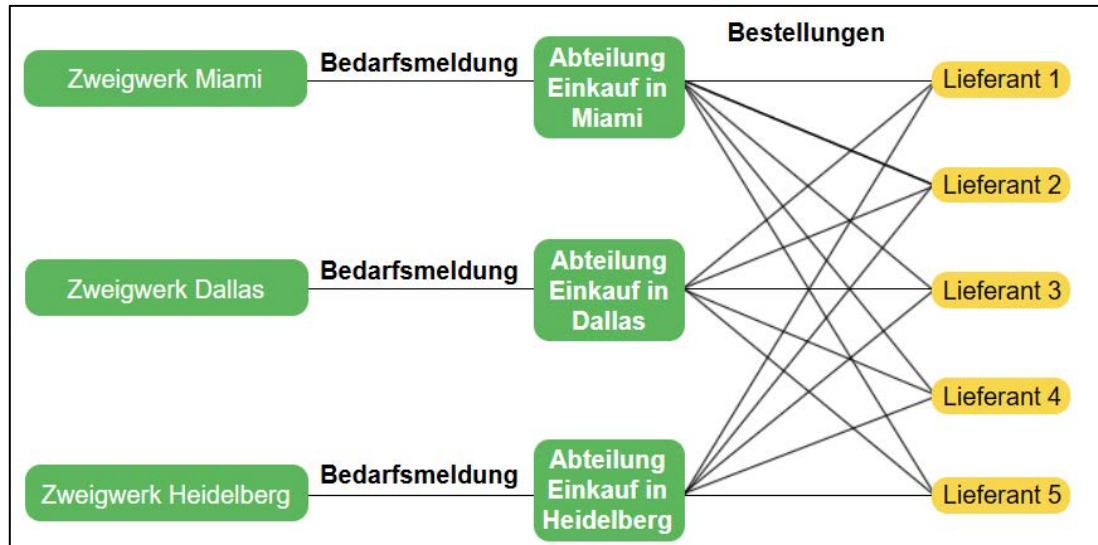 Bestellungen
Zweigwerk Miami
Bedarfsmeldung
Abteilung
Einkauf in
Miami
Lieferant 1
Lieferant 2
Zweigwerk Dallas
Bedarfsmeldung
Abteilung
Einkauf in
Dallas
Lieferant 3
Lieferant 4
Zweigwerk Heidelberg
Bedarfsmeldung
Abteilung
Einkauf in
Heidelberg
Lieferant 5